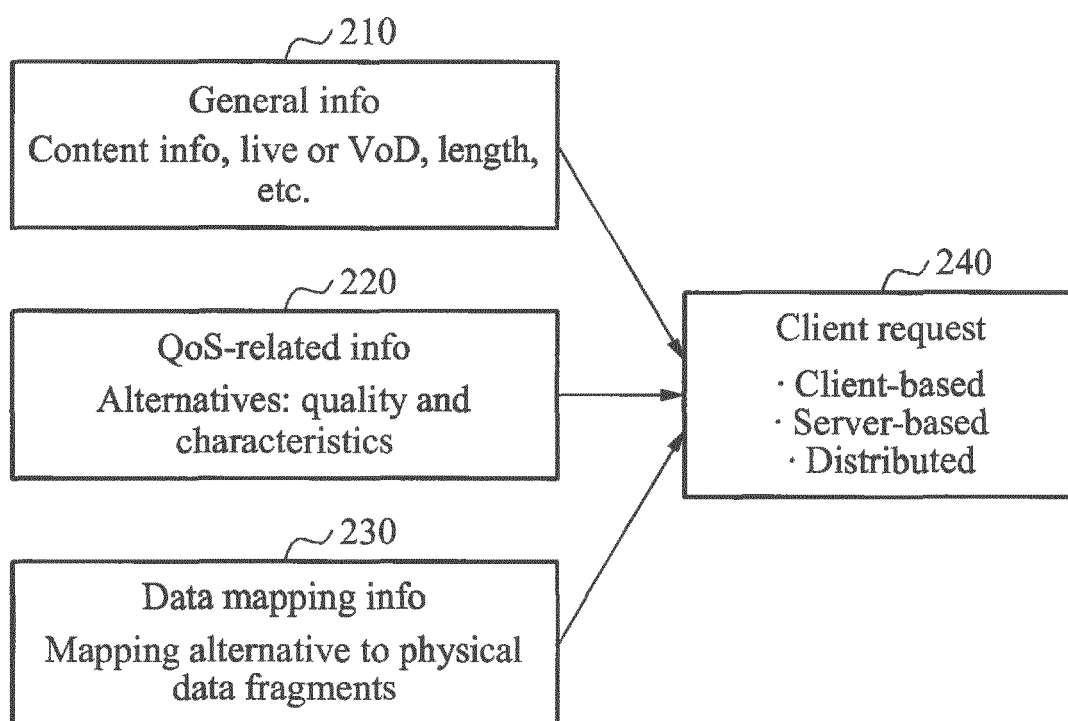 210
General info
Content info, live or VoD, length,
etc.
220
QoS-related info
Alternatives: quality and
characteristics
230
Data mapping info
Mapping alternative to physical
data fragments
240
Client request
· Client-based
· Server-based
· Distributed